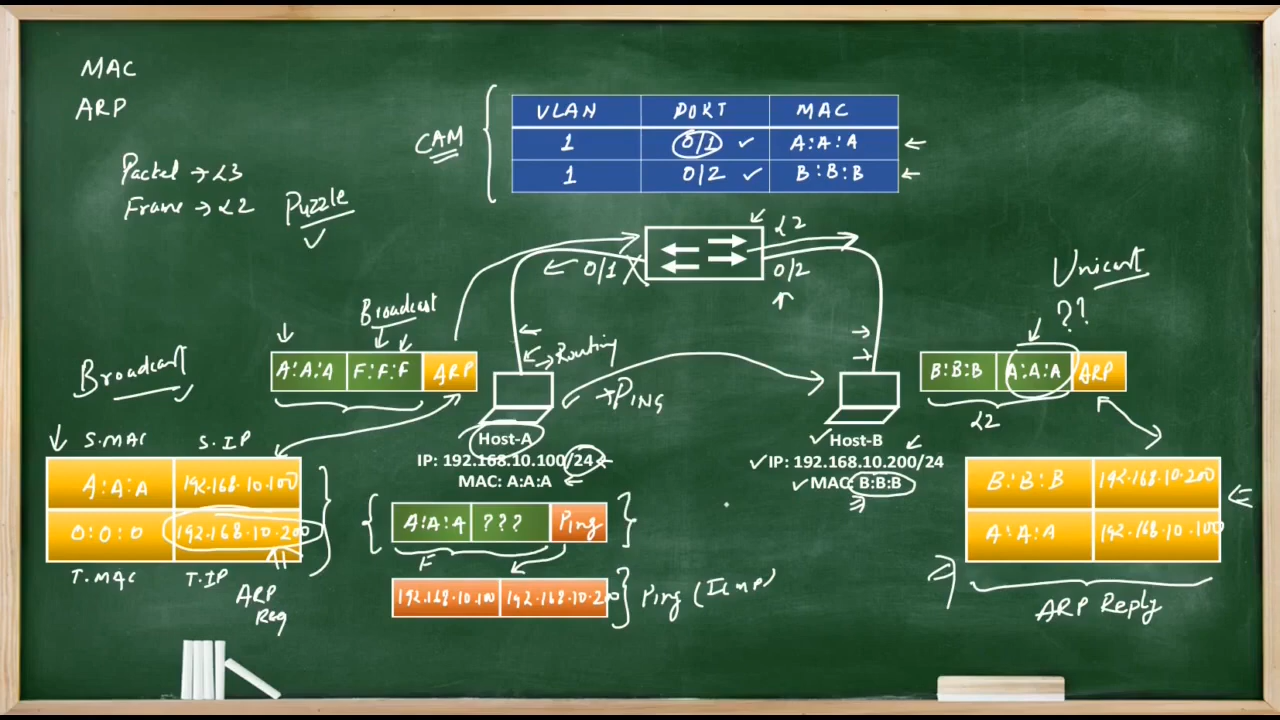 MAC
ARP
Packet → L3
Frame → L2
Puzzle
CAM
VLAN PORT MAC
1 0/1 A:A:A
1 0/2 B:B:B
L2
0/1
0/2
Broadcast
A:A:A F:F:F ARP
Broadcast
S.MAC S.IP
A:A:A 192.168.10.100
0:0:0 192.168.10.200
T.MAC T.IP
ARP
Req
→ Routing
→ PING
Host-A
IP: 192.168.10.100/24
MAC: A:A:A
A:A:A ??? Ping
F
192.168.10.100 192.168.10.200
Ping (Icmp)
Host-B
IP: 192.168.10.200/24
MAC: B:B:B
Unicast
??
B:B:B A:A:A ARP
L2
B:B:B 192.168.10.200
A:A:A 192.168.10.100
ARP Reply